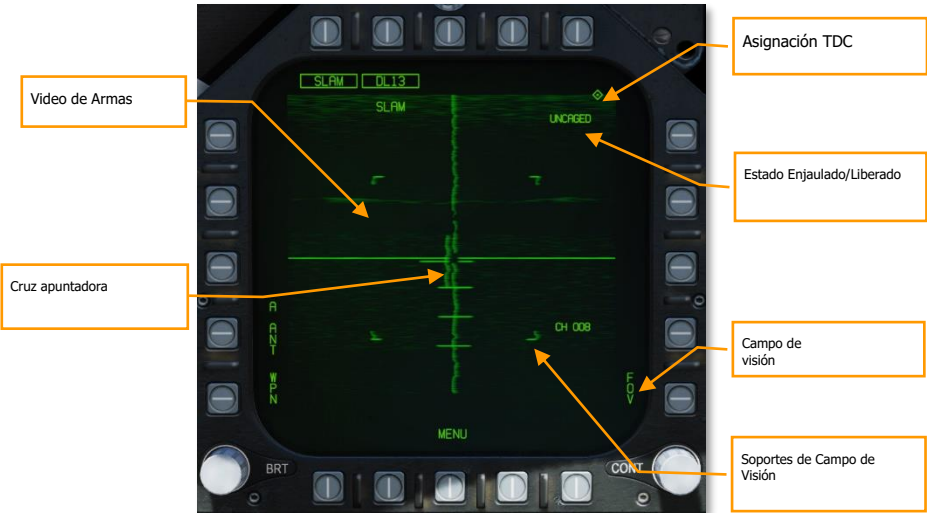 Asignación TDC
SLAM DL13
Video de Armas
SLAM
UNCAGED
Estado Enjaulado/Liberado
Cruz apuntadora
A
ANT
CH 008
Campo de
visión
WPN
FOV
MENU
Soportes de Campo de
Visión
BRT
CONT